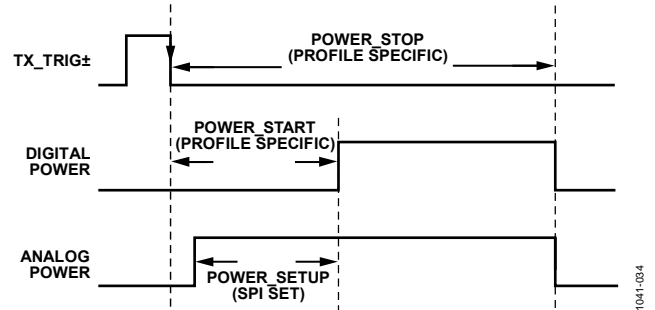 TX_TRIG±
POWER_STOP
(PROFILE SPECIFIC)
POWER_START
(PROFILE SPECIFIC)
DIGITAL
POWER
ANALOG
POWER
POWER_SETUP
(SPI SET)
1041-034